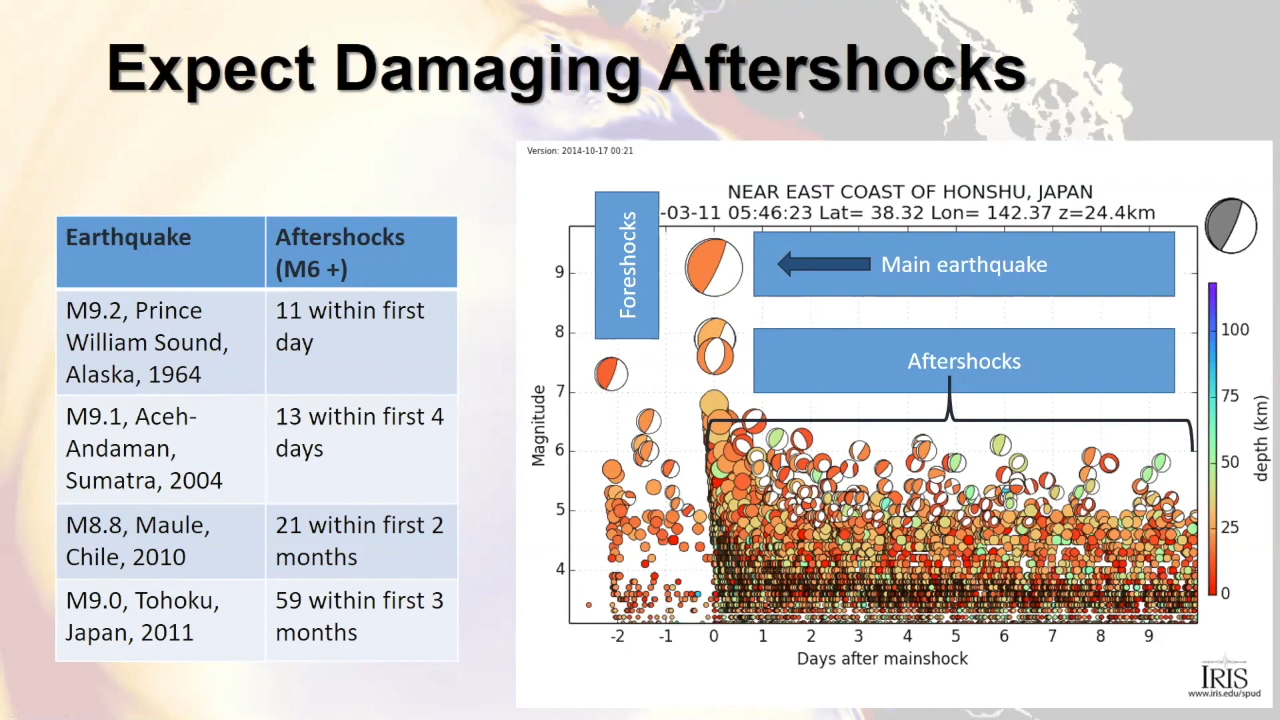 Expect Damaging Aftershocks
Earthquake
Aftershocks
(M6 +)
M9.2, Prince
William Sound,
Alaska, 1964
11 within first
day
M9.1, Aceh-
Andaman,
Sumatra, 2004
13 within first 4
days
M8.8, Maule,
Chile, 2010
21 within first 2
months
M9.0, Tohoku,
Japan, 2011
59 within first 3
months
Version: 2014-10-17 00:21
NEAR EAST COAST OF HONSHU, JAPAN
-03-11 05:46:23 Lat= 38.32 Lon= 142.37 z=24.4km
Foreshocks
Main earthquake
Aftershocks
Magnitude
9
8
7
6
5
4
-2 -1 0 1 2 3 4 5 6 7 8 9
Days after mainshock
100
75
50
25
0
depth (km)
IRIS
www.iris.edu/spud